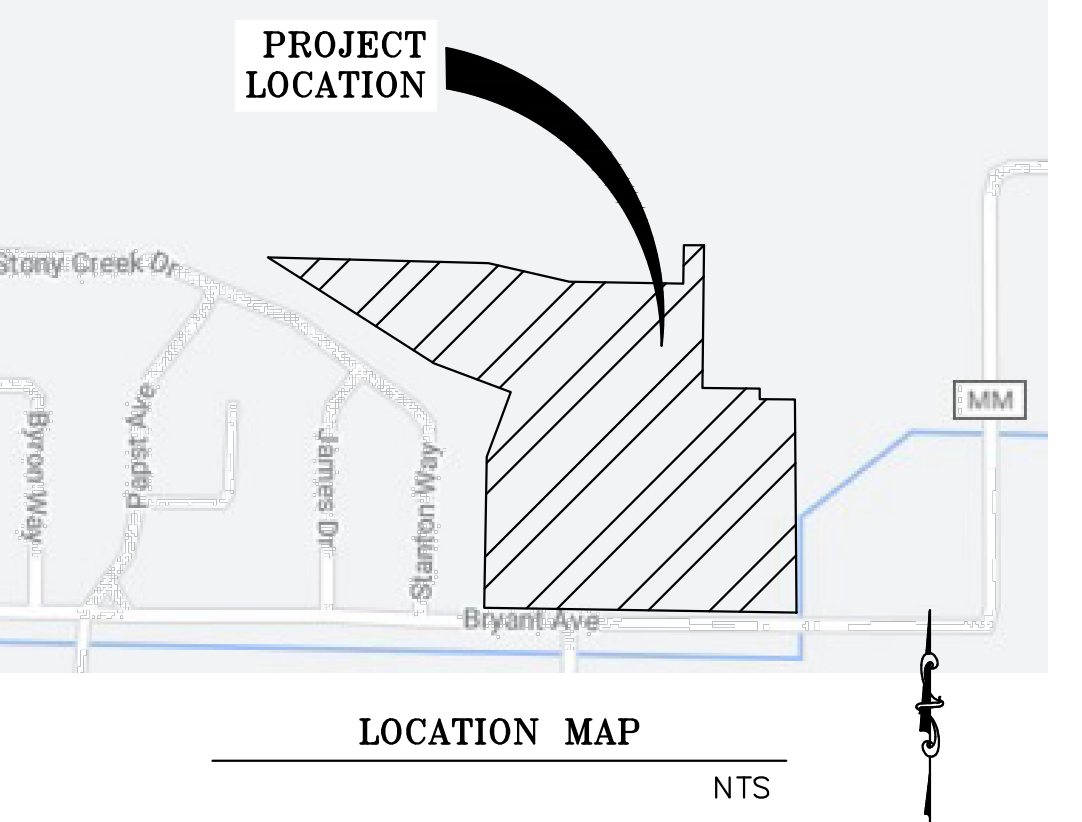 PROJECT
LOCATION
Stony Creek Dr
MM
Byron Way
Papst Ave
James Dr
Stanton Way
Bryant Ave
LOCATION MAP
NTS